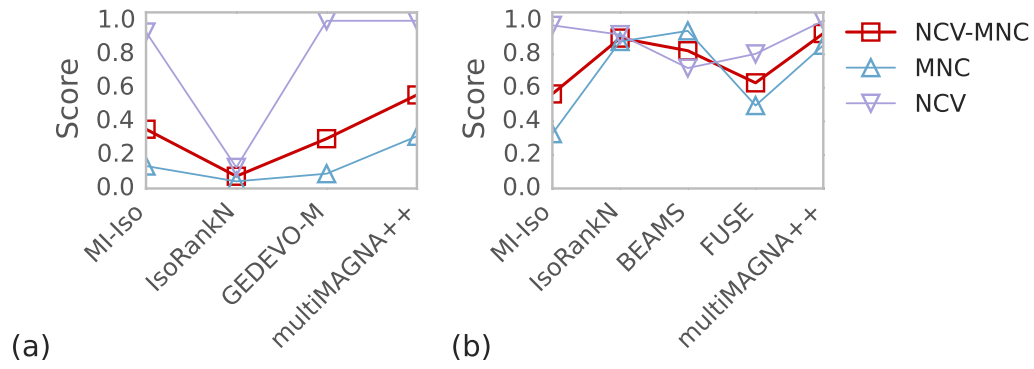 1.0
0.8
0.6
0.4
0.2
0.0
Score
MI-Iso
IsoRankN
GEDEVO-M
multiMAGNA++
(a)
1.0
0.8
0.6
0.4
0.2
0.0
Score
MI-Iso
IsoRankN
BEAMS
FUSE
multiMAGNA++
(b)
NCV-MNC
MNC
NCV